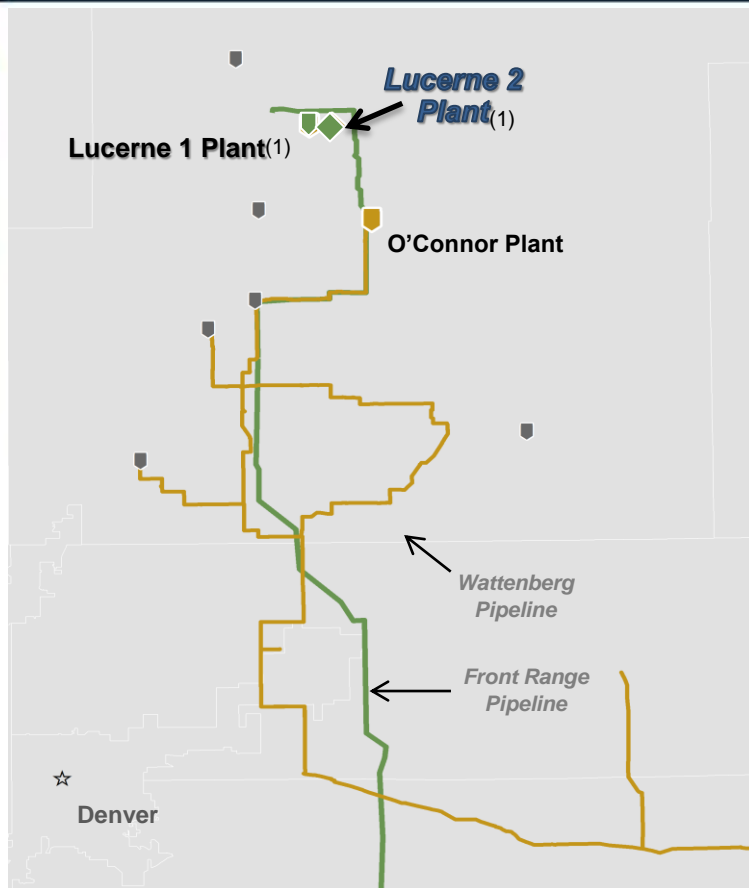 Lucerne 2
Plant(1)
Lucerne 1 Plant(1)
O’Connor Plant
Wattenberg
Pipeline
Front Range
Pipeline
Denver